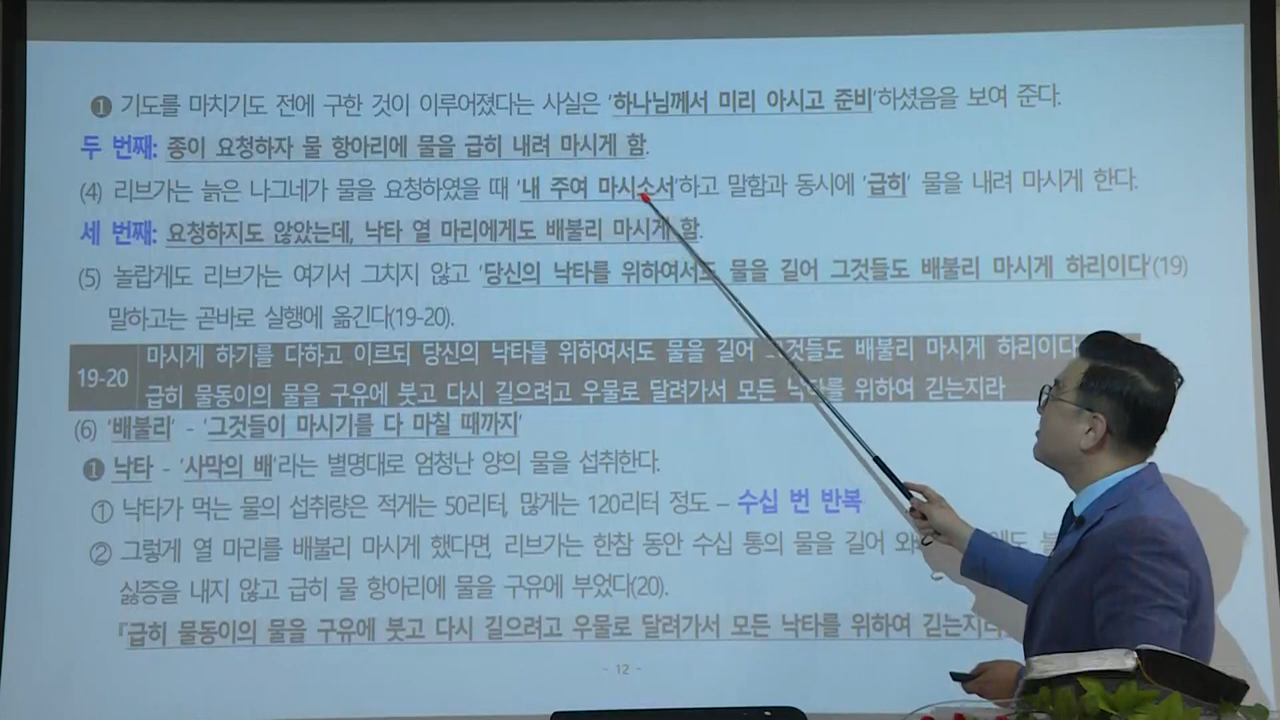 ❶ 기도를 마치기도 전에 구한 것이 이루어졌다는 사실은 '하나님께서 미리 아시고 준비'하셨음을 보여 준다.
두 번째: 종이 요청하자 물 항아리에 물을 급히 내려 마시게 함.
(4) 리브가는 늙은 나그네가 물을 요청하였을 때 '내 주여 마시소서'하고 말함과 동시에 '급히' 물을 내려 마시게 한다.
세 번째: 요청하지도 않았는데, 낙타 열 마리에게도 배불리 마시게 함.
(5) 놀랍게도 리브가는 여기서 그치지 않고 '당신의 낙타를 위하여서도 물을 길어 그것들도 배불리 마시게 하리이다'(19)
말하고는 곧바로 실행에 옮긴다(19-20).
마시게 하기를 다하고 이르되 당신의 낙타를 위하여서도 물을 길어 그것들도 배불리 마시게 하리이다
19-20
급히 물동이의 물을 구유에 붓고 다시 길으려고 우물로 달려가서 모든 낙타를 위하여 긷는지라
(6) '배불리' - '그것들이 마시기를 다 마칠 때까지'
❶ 낙타 - '사막의 배'라는 별명대로 엄청난 양의 물을 섭취한다.
① 낙타가 먹는 물의 섭취량은 적게는 50리터, 많게는 120리터 정도 – 수십 번 반복
② 그렇게 열 마리를 배불리 마시게 했다면, 리브가는 한참 동안 수십 통의 물을 길어
싫증을 내지 않고 급히 물 항아리에 물을 구유에 부었다(20).
『급히 물동이의 물을 구유에 붓고 다시 길으려고 우물로 달려가서 모든 낙타를 위하여 긷는지라
- 12 -